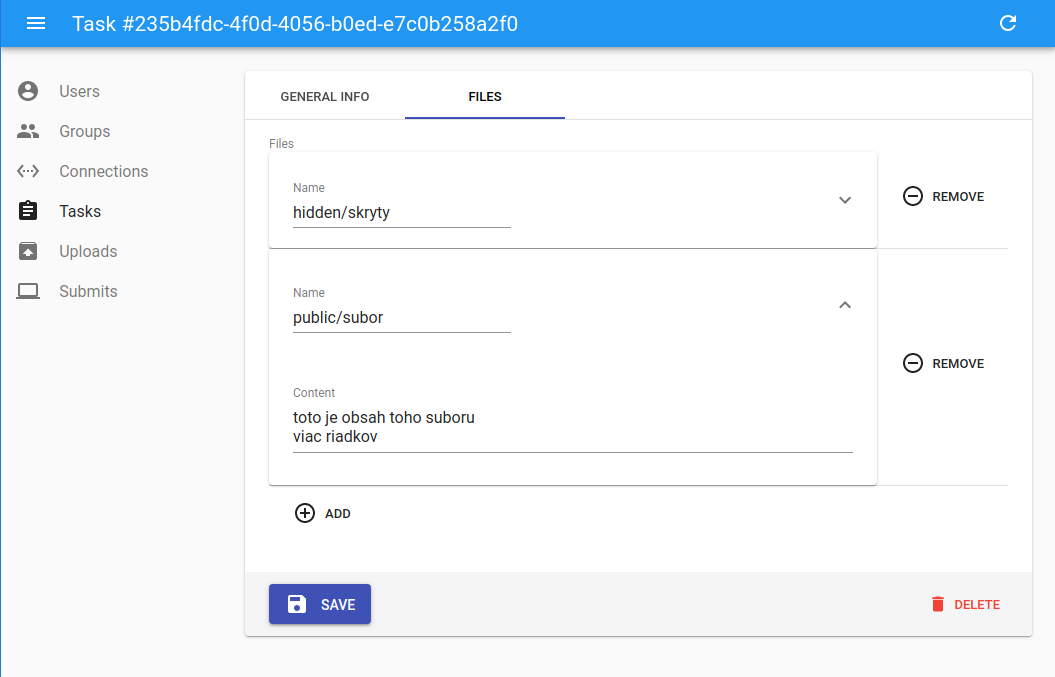 Task #235b4fdc-4f0d-4056-b0ed-e7c0b258a2f0
Users
Groups
Connections
Tasks
Uploads
Submits
GENERAL INFO
FILES
Files
Name
hidden/skryty
REMOVE
Name
public/subor
REMOVE
Content
toto je obsah toho suboru
viac riadkov
ADD
SAVE
DELETE